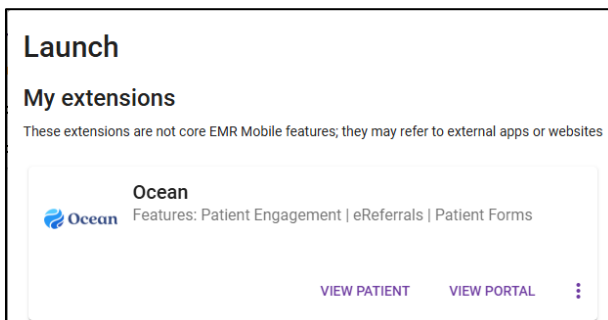 Launch
My extensions
These extensions are not core EMR Mobile features; they may refer to external apps or websites
Ocean
Ocean
Features: Patient Engagement | eReferrals | Patient Forms
VIEW PATIENT VIEW PORTAL